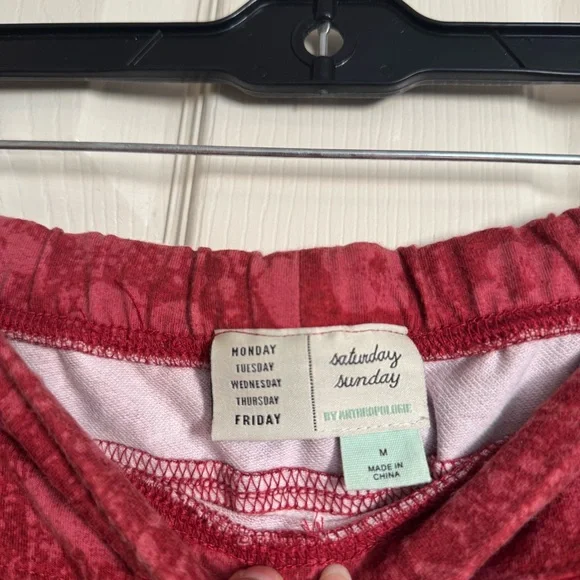 MONDAY
TUESDAY
WEDNESDAY
THURSDAY
FRIDAY
saturday
sunday
BY ANTHROPOLOGIE
M
MADE IN
CHINA